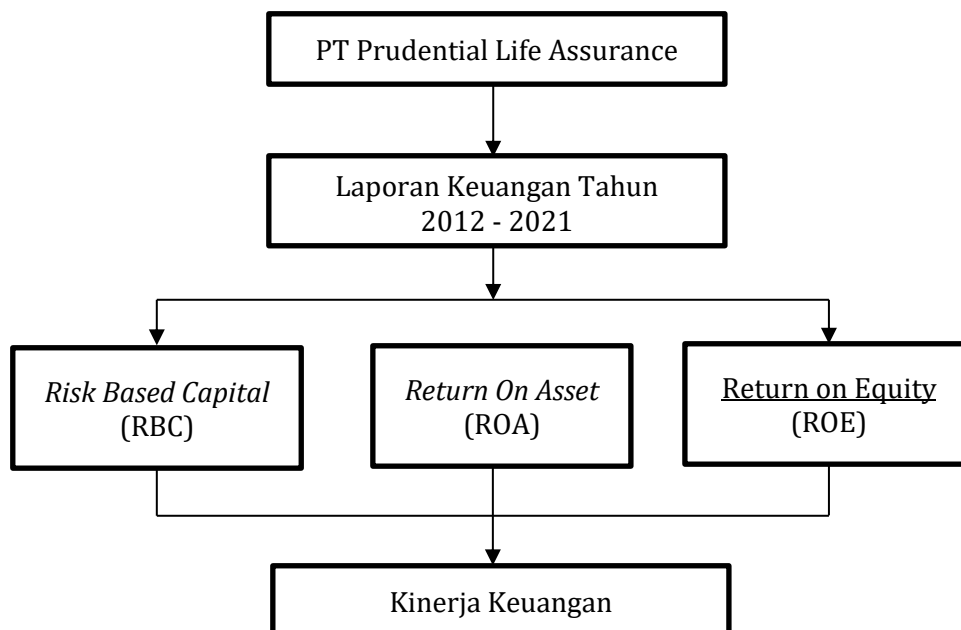 PT Prudential Life Assurance
Laporan Keuangan Tahun
2012 - 2021
Risk Based Capital
(RBC)
Return On Asset
(ROA)
Return on Equity
(ROE)
Kinerja Keuangan